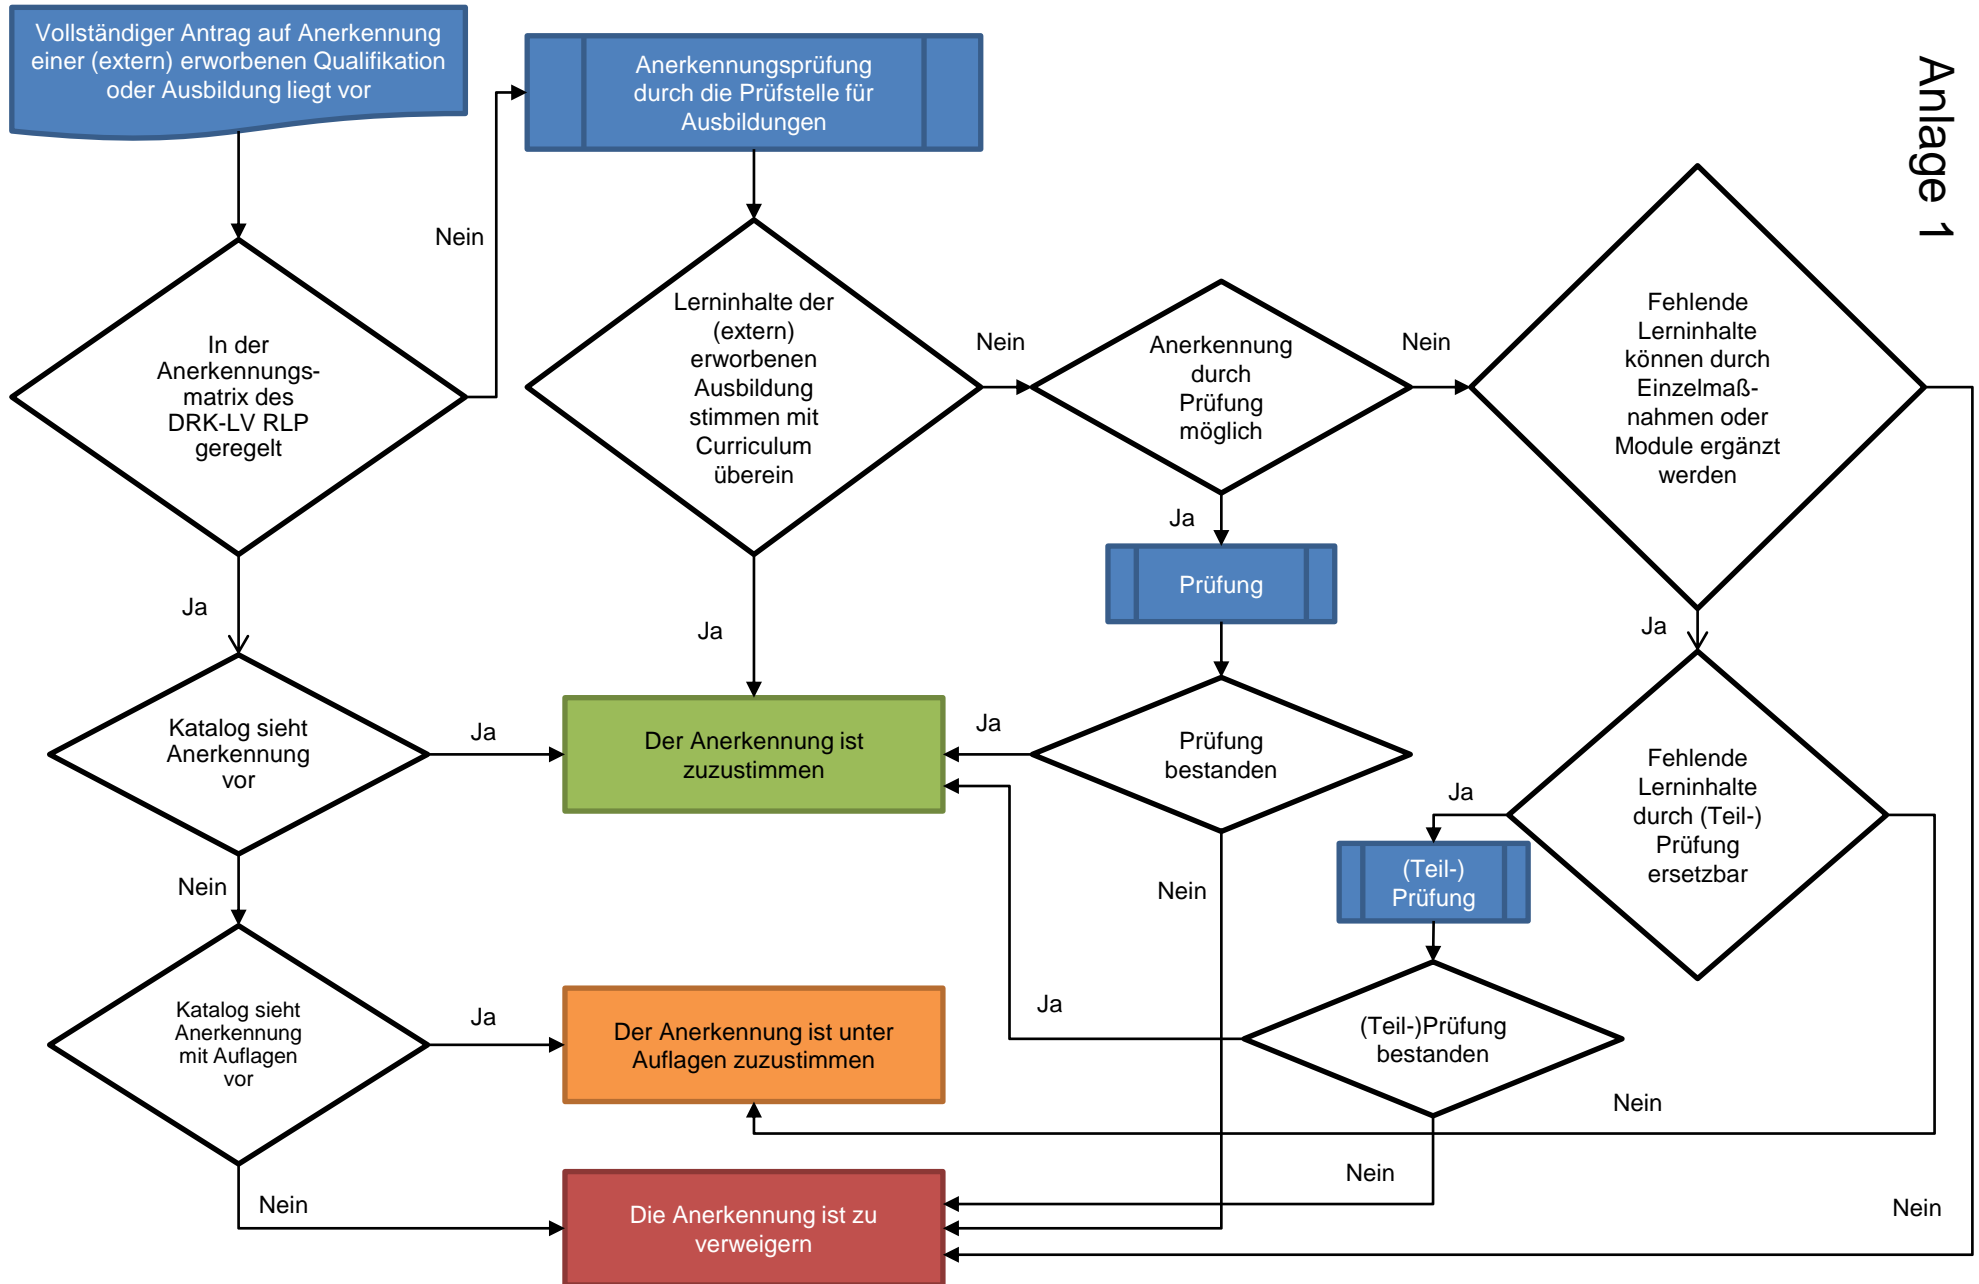 Vollständiger Antrag auf Anerkennung
einer (extern) erworbenen Qualifikation
oder Ausbildung liegt vor
Anerkennungsprüfung
durch die Prüfstelle für
Ausbildungen
Anlage 1
Nein
In der
Anerkennungs-
matrix des
DRK-LV RLP
geregelt
Lerninhalte der
(extern)
erworbenen
Ausbildung
stimmen mit
Curriculum
überein
Nein
Anerkennung
durch
Prüfung
möglich
Nein
Fehlende
Lerninhalte
können durch
Einzelmaß-
nahmen oder
Module ergänzt
werden
Ja
Prüfung
Ja
Ja
Ja
Katalog sieht
Anerkennung
vor
Ja
Der Anerkennung ist
zuzustimmen
Ja
Prüfung
bestanden
Fehlende
Lerninhalte
durch (Teil-)
Prüfung
ersetzbar
Ja
(Teil-)
Prüfung
Nein
Nein
Katalog sieht
Anerkennung
mit Auflagen
vor
Ja
Der Anerkennung ist unter
Auflagen zuzustimmen
Ja
(Teil-)Prüfung
bestanden
Nein
Nein
Nein
Die Anerkennung ist zu
verweigern
Nein